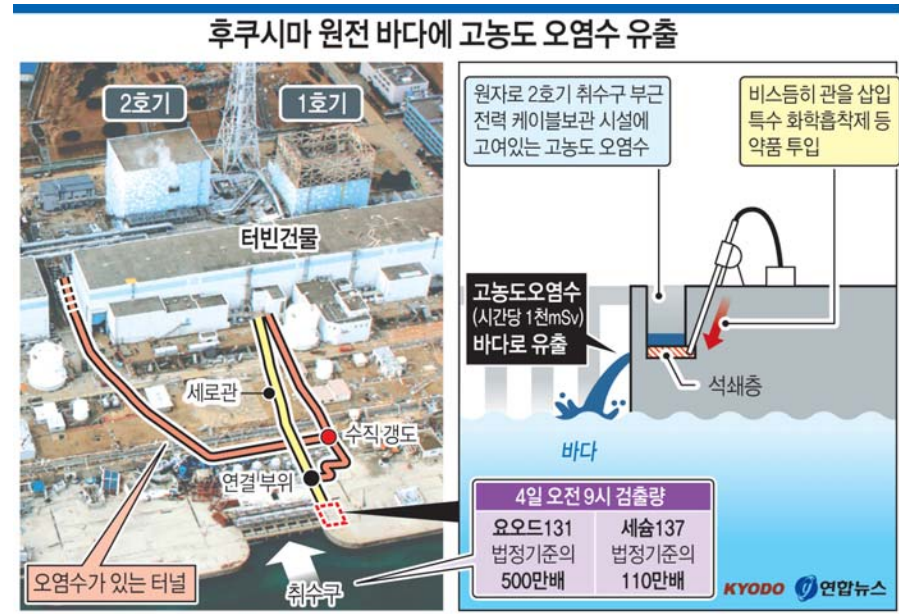 후쿠시마 원전 바다에 고농도 오염수 유출
2호기
1호기
터빈건물
세로관
수직 갱도
연결 부위
오염수가 있는 터널
취수구
원자로 2호기 취수구 부근
전력 케이블보관 시설에
고여있는 고농도 오염수
비스듬히 관을 삽입
특수 화학흡착제 등
약품 투입
고농도오염수
(시간당 1천mSv)
바다로 유출
석쇄층
바다
4일 오전 9시 검출량
요오드131
법정기준의
500만배
세슘137
법정기준의
110만배
KYODO 연합뉴스